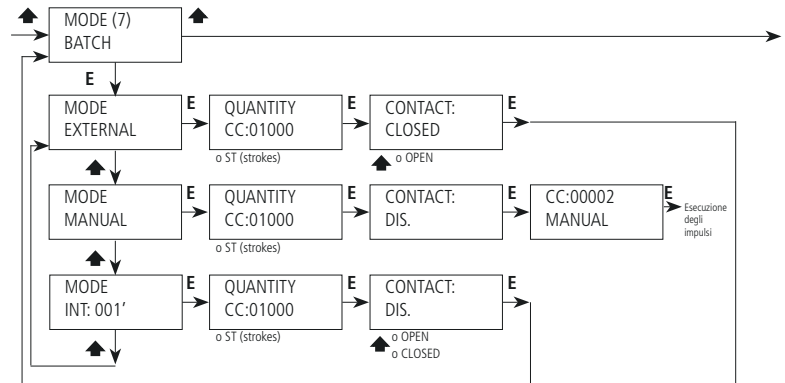 MODE (7)
BATCH
E
MODE
EXTERNAL
E
QUANTITY
CC:01000
o ST (strokes)
E
CONTACT:
CLOSED
o OPEN
E
MODE
MANUAL
E
QUANTITY
CC:01000
o ST (strokes)
E
CONTACT:
DIS.
E
CC:00002
MANUAL
E
Esecuzione
degli
impulsi
MODE
INT: 001'
E
QUANTITY
CC:01000
o ST (strokes)
E
CONTACT:
DIS.
o OPEN
o CLOSED
E